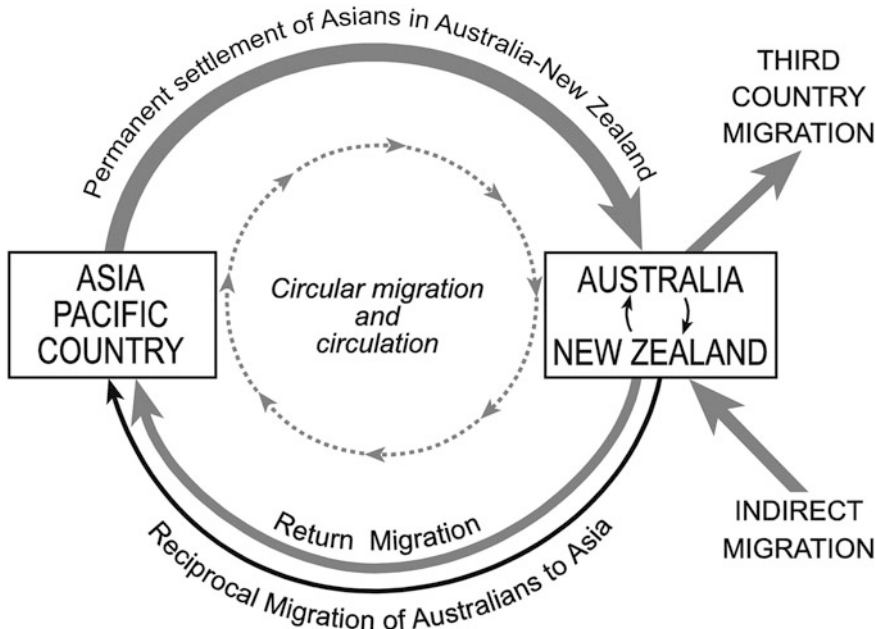 Permanent settlement of Asians in Australia-New Zealand
THIRD
COUNTRY
MIGRATION
ASIA
PACIFIC
COUNTRY
Circular migration
and
circulation
AUSTRALIA
NEW ZEALAND
Return Migration
Reciprocal Migration of Australians to Asia
INDIRECT
MIGRATION